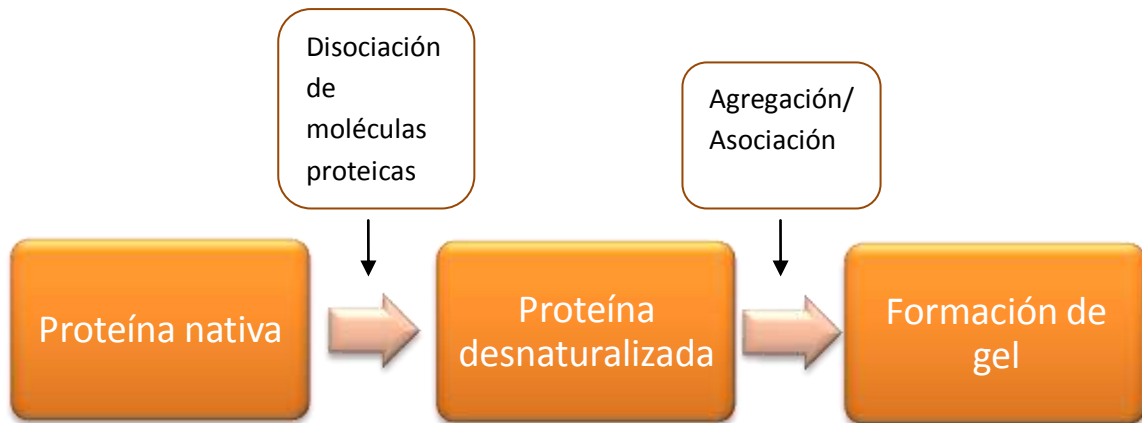 Disociación
de
moléculas
proteicas
Agregación/
Asociación
Proteína nativa
Proteína
desnaturalizada
Formación de
gel